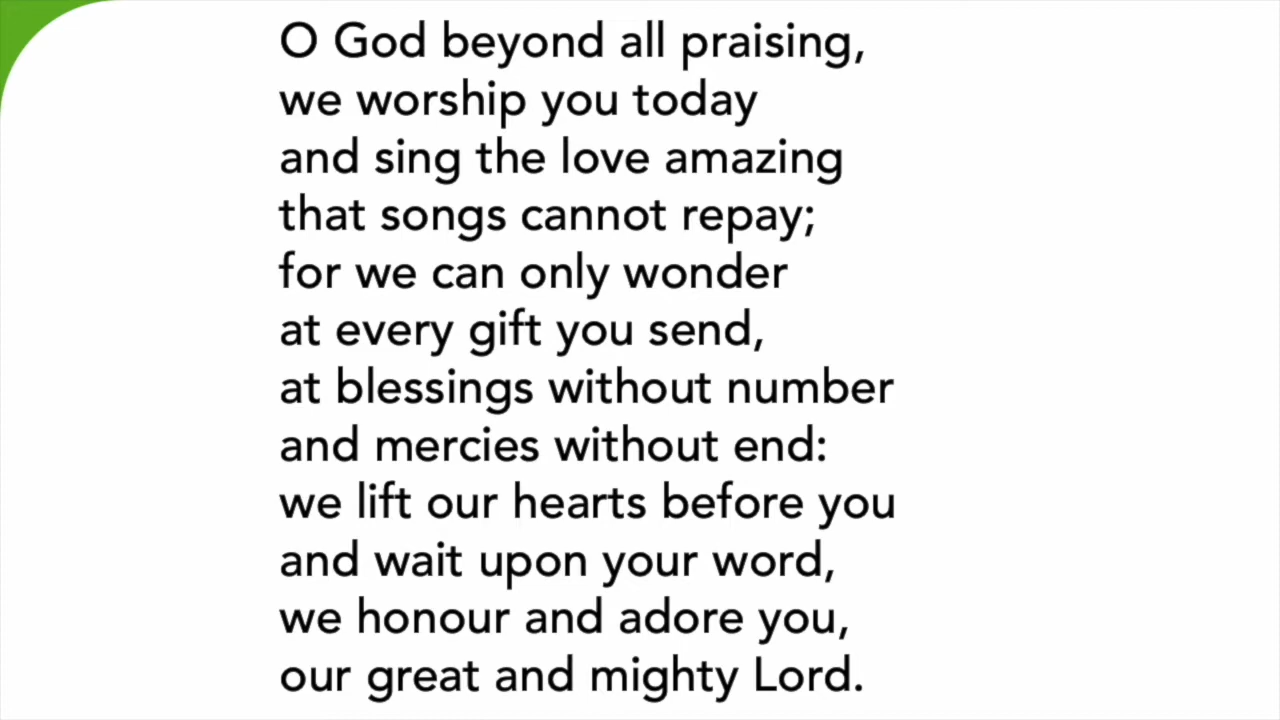 O God beyond all praising,
we worship you today
and sing the love amazing
that songs cannot repay;
for we can only wonder
at every gift you send,
at blessings without number
and mercies without end:
we lift our hearts before you
and wait upon your word,
we honour and adore you,
our great and mighty Lord.